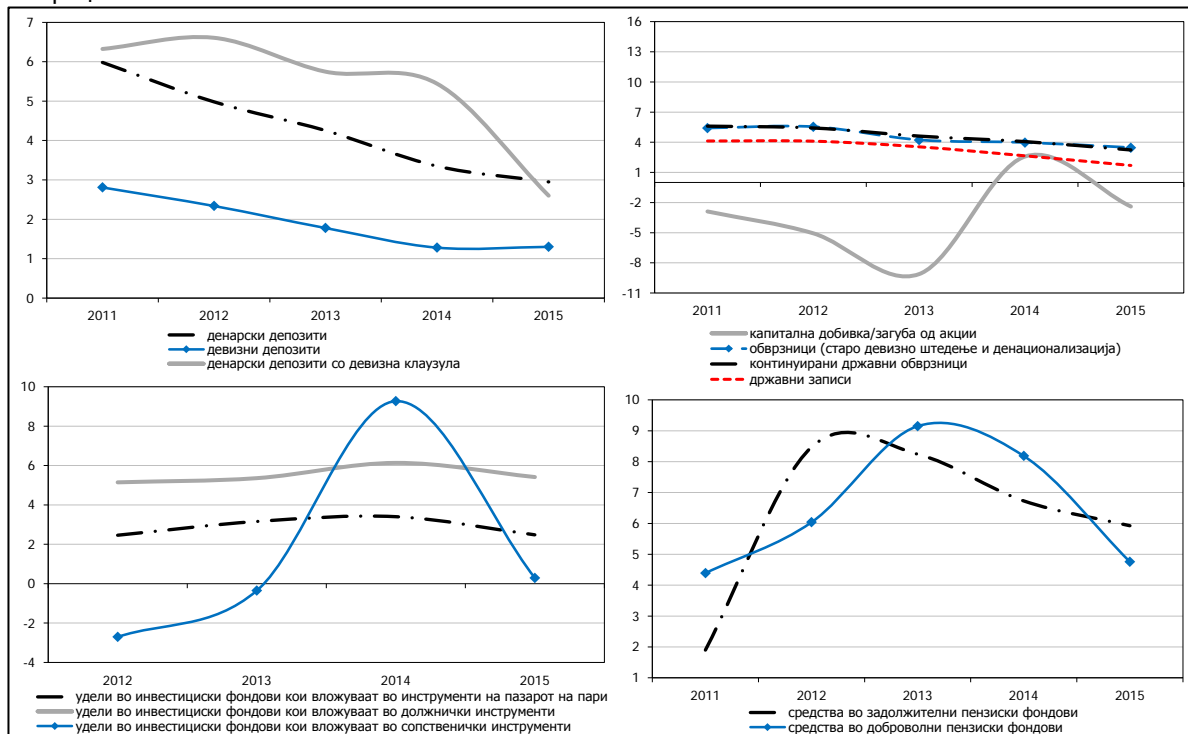 7
6
5
4
3
2
1
0
2011 2012 2013 2014 2015
денарски депозити
девизни депозити
денарски депозити со девизна клаузула
16
13
10
7
4
1
-2
-5
-8
-11
2011 2012 2013 2014 2015
капитална добивка/загуба од акции
обврзници (старо девизно штедење и денационализација)
континуирани државни обврзници
државни записи
10
8
6
4
2
0
-2
-4
2012 2013 2014 2015
удели во инвестициски фондови кои вложуваат во инструменти на пазарот на пари
удели во инвестициски фондови кои вложуваат во должнички инструменти
удели во инвестициски фондови кои вложуваат во сопственички инструменти
10
9
8
7
6
5
4
3
2
1
2011 2012 2013 2014 2015
средства во задолжителни пензиски фондови
средства во доброволни пензиски фондови